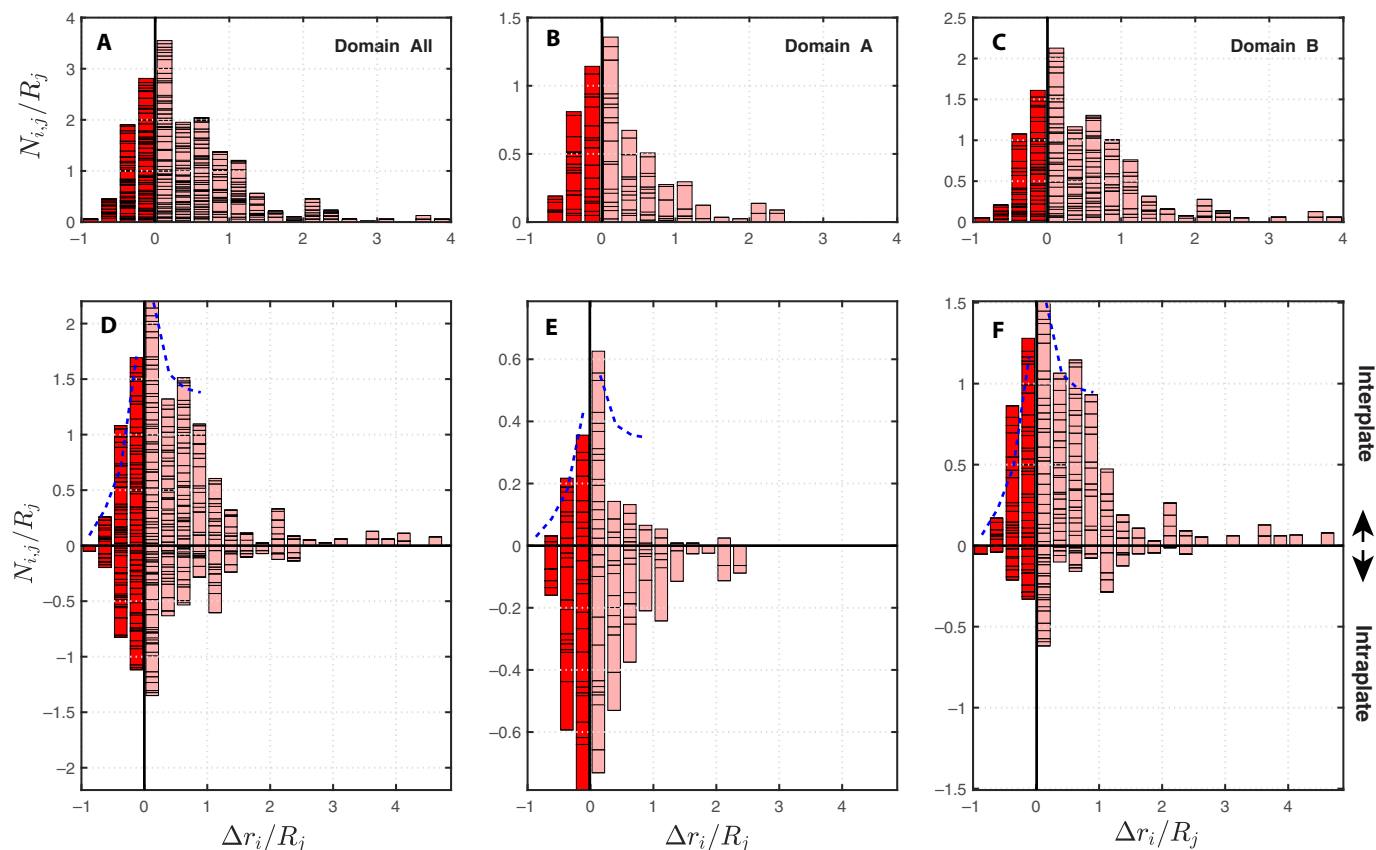 A
Domain All
N_{i,j}/R_j
4
3
2
1
0
−1 0 1 2 3 4
B
Domain A
1.5
1
0.5
0
−1 0 1 2 3 4
C
Domain B
2.5
2
1.5
1
0.5
0
−1 0 1 2 3 4
D
N_{i,j}/R_j
2
1.5
1
0.5
0
−0.5
−1
−1.5
−2
−1 0 1 2 3 4
Δr_i/R_j
E
0.6
0.4
0.2
0
−0.2
−0.4
−0.6
−1 0 1 2 3 4
Δr_i/R_j
F
1.5
1
0.5
0
−0.5
−1
−1.5
−1 0 1 2 3 4
Δr_i/R_j
Interplate
Intraplate